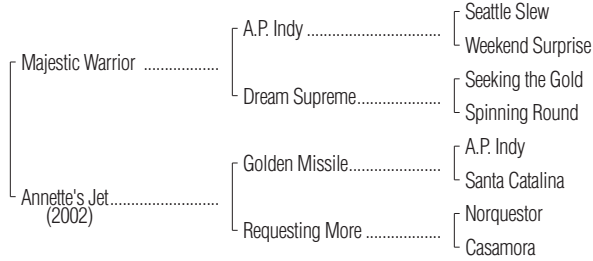 Seattle Slew
A.P. Indy ........................
Weekend Surprise
Majestic Warrior ..................
Seeking the Gold
Dream Supreme....................
Spinning Round
A.P. Indy
Golden Missile......................
Santa Catalina
Annette's Jet..........................
(2002)
Norquestor
Requesting More ..................
Casamora